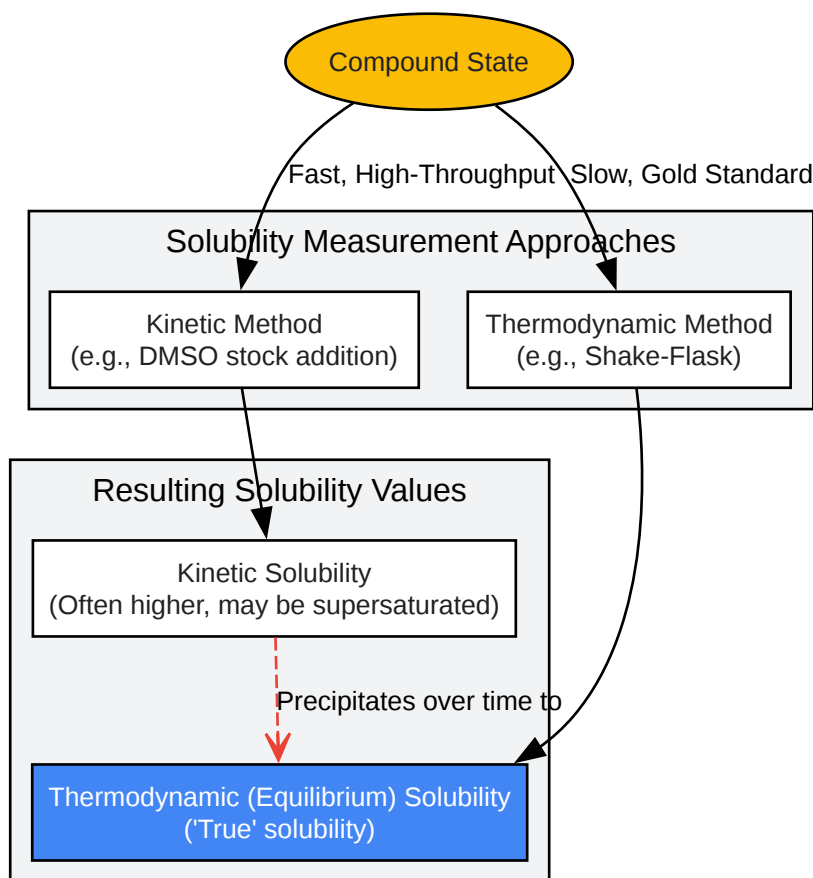 Compound State
Fast, High-Throughput
Slow, Gold Standard
Solubility Measurement Approaches
Kinetic Method
(e.g., DMSO stock addition)
Thermodynamic Method
(e.g., Shake-Flask)
Resulting Solubility Values
Kinetic Solubility
(Often higher, may be supersaturated)
Precipitates over time to
Thermodynamic (Equilibrium) Solubility
('True' solubility)